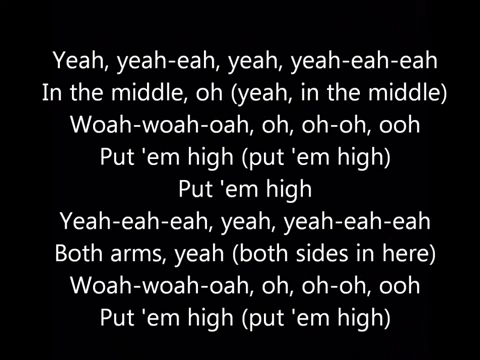 Yeah, yeah-eah, yeah, yeah-eah-eah
In the middle, oh (yeah, in the middle)
Woah-woah-oah, oh, oh-oh, ooh
Put 'em high (put 'em high)
Put 'em high
Yeah-eah-eah, yeah, yeah-eah-eah
Both arms, yeah (both sides in here)
Woah-woah-oah, oh, oh-oh, ooh
Put 'em high (put 'em high)